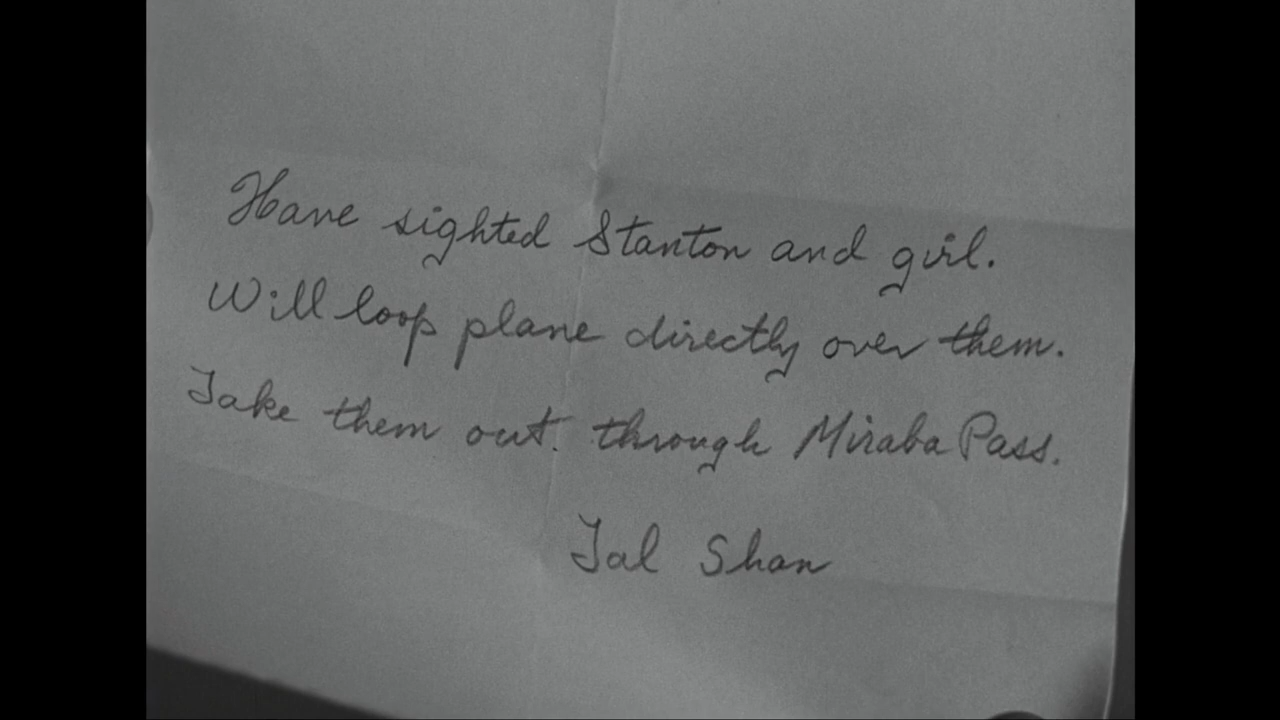 Have sighted Stanton and girl.
Will loop plane directly over them.
Take them out through Miraba Pass.
Tal Shan